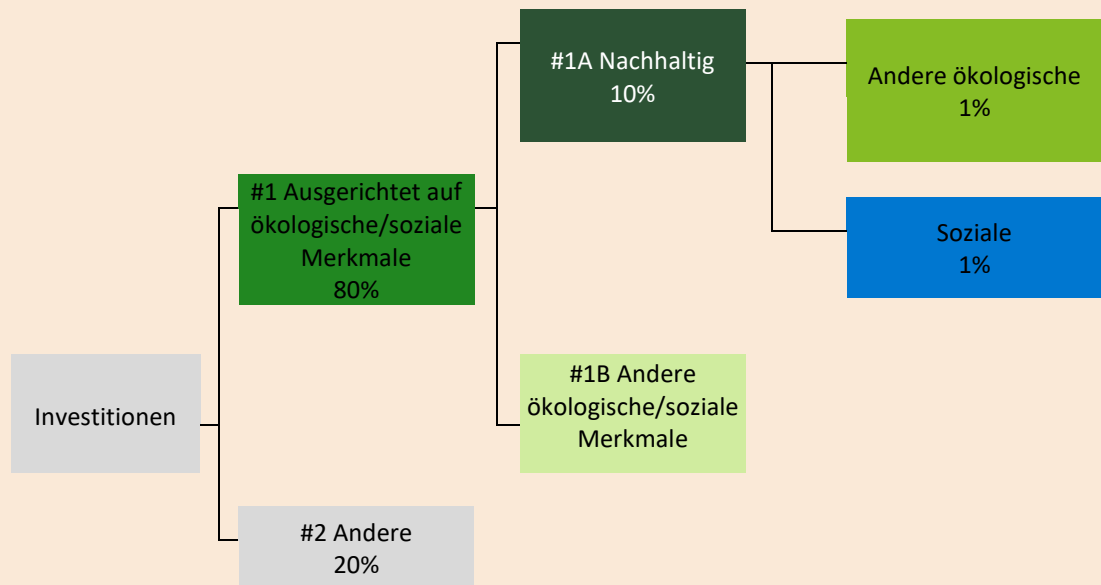 #1A Nachhaltig
10%
Andere ökologische
1%
#1 Ausgerichtet auf
ökologische/soziale
Merkmale
80%
Soziale
1%
Investitionen
#1B Andere
ökologische/soziale
Merkmale
#2 Andere
20%